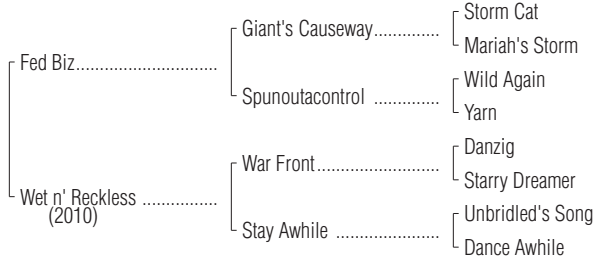 Storm Cat
Giant's Causeway..............
Mariah's Storm
Fed Biz..............................
Wild Again
Spunoutacontrol ..............
Yarn
Danzig
War Front..........................
Starry Dreamer
Wet n' Reckless ................
(2010)
Unbridled's Song
Stay Awhile ......................
Dance Awhile